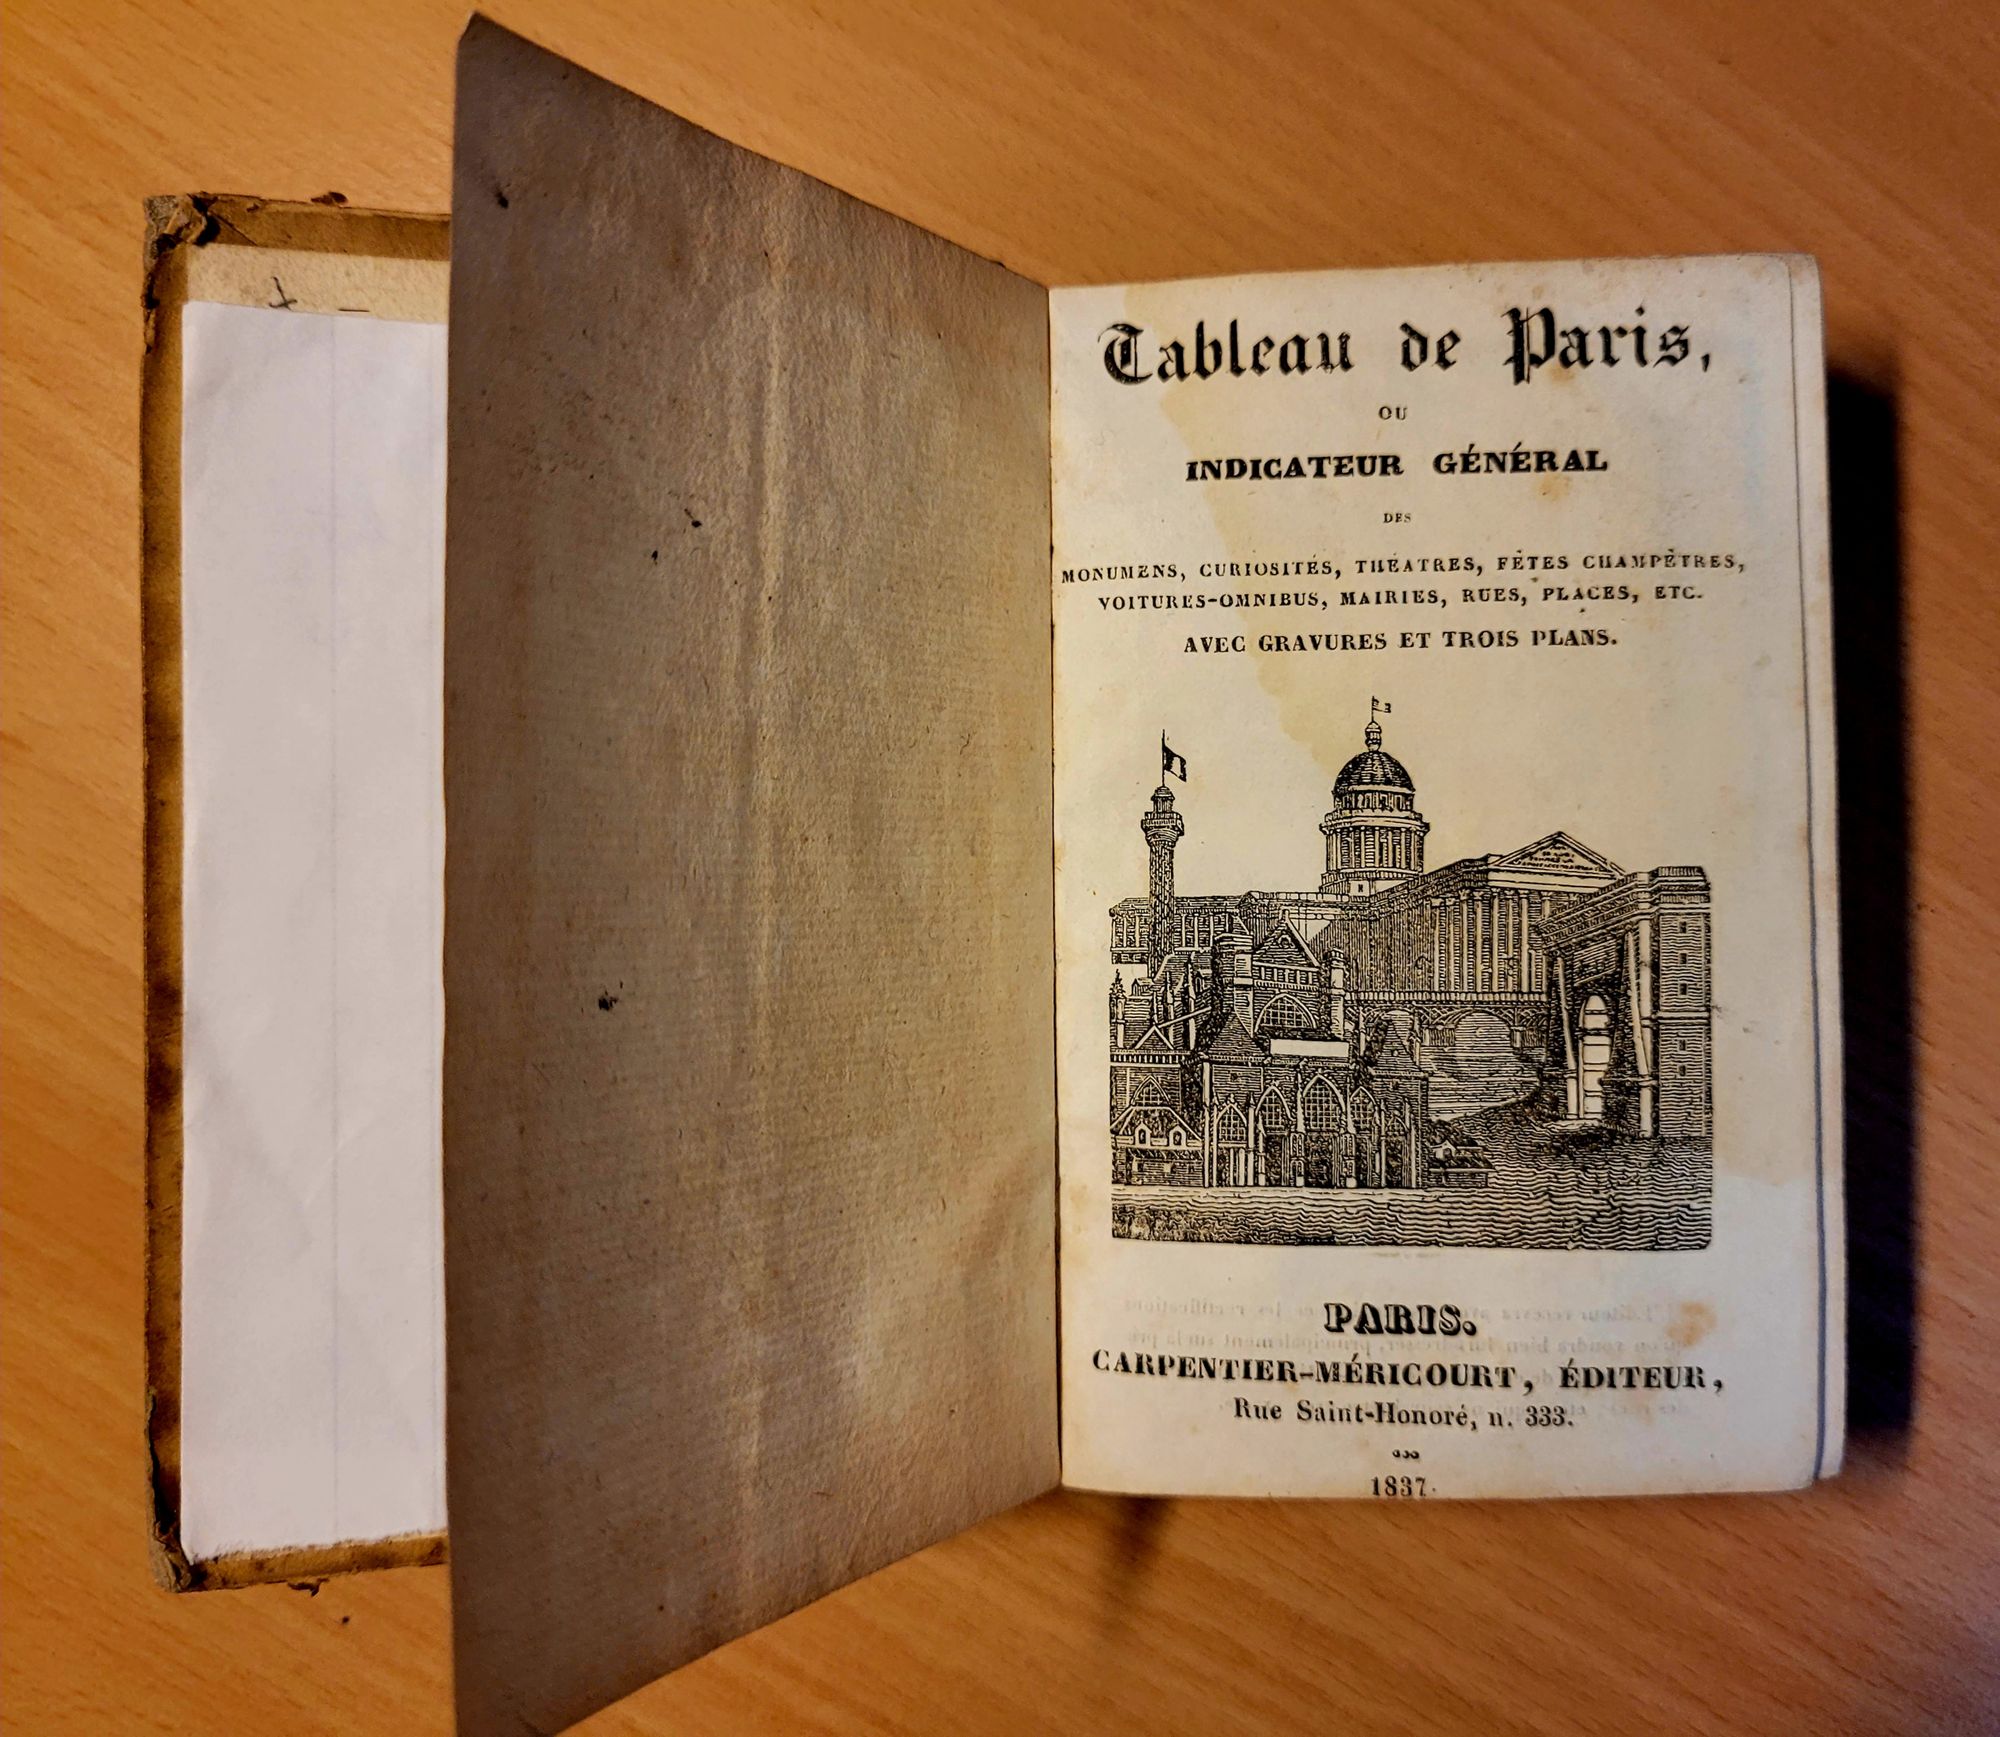 Tableau de Paris,
OU
INDICATEUR GÉNÉRAL
DES
MONUMENS, CURIOSITÉS, THÉATRES, FÊTES CHAMPÊTRES,
VOITURES-OMNIBUS, MAIRIES, RUES, PLACES, ETC.
AVEC GRAVURES ET TROIS PLANS.
PARIS.
CARPENTIER-MÉRICOURT, ÉDITEUR,
Rue Saint-Honoré, n. 333.
1837.